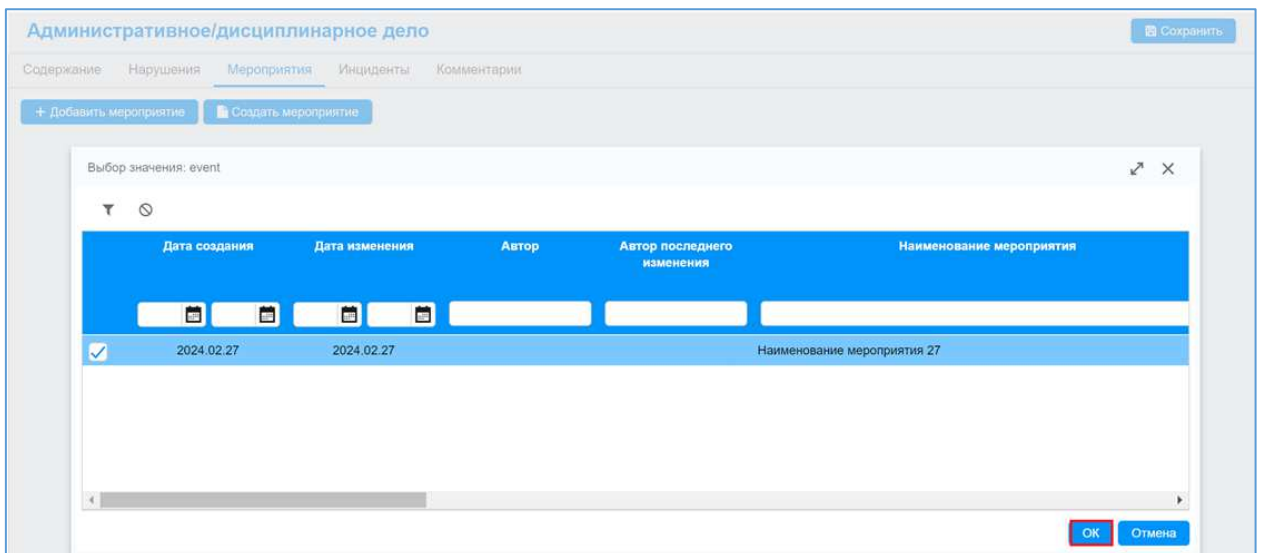 Административное/дисциплинарное дело
Сохранить
Содержание Нарушения Мероприятия Инциденты Комментарии
+ Добавить мероприятие Создать мероприятие
Выбор значения: event
Дата создания Дата изменения Автор Автор последнего изменения Наименование мероприятия
2024.02.27 2024.02.27 Наименование мероприятия 27
ОК Отмена